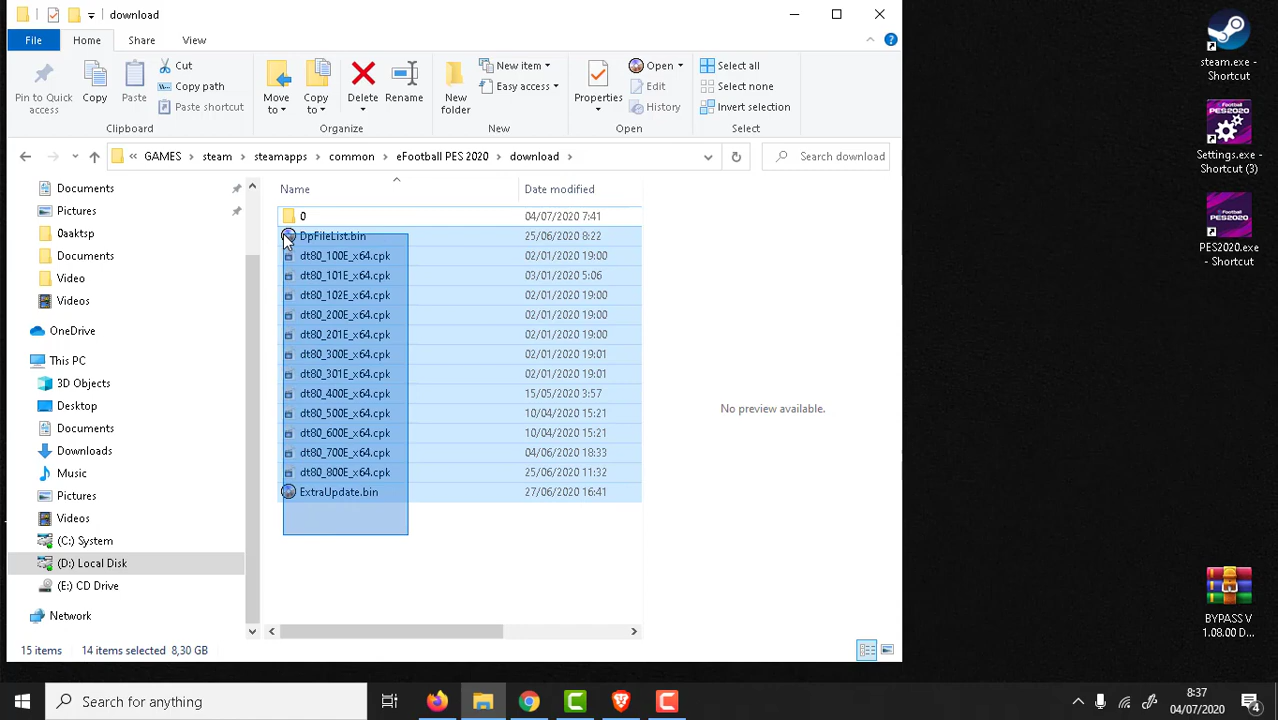 download
File
Home
Share
View
Pin to Quick access
Copy
Paste
Cut
Copy path
Paste shortcut
Clipboard
Move to
Copy to
Delete
Rename
Organize
New folder
New item
Easy access
New
Properties
Open
Edit
History
Open
Select all
Select none
Invert selection
Select
« GAMES > steam > steamapps > common > eFootball PES 2020 > download >
Search download
Documents
Pictures
0aaktsp
Documents
Video
Videos
OneDrive
This PC
3D Objects
Desktop
Documents
Downloads
Music
Pictures
Videos
(C:) System
(D:) Local Disk
(E:) CD Drive
Network
Name Date modified
0 04/07/2020 7:41
DpFileList.bin 25/06/2020 8:22
dt80_100E_x64.cpk 02/01/2020 19:00
dt80_101E_x64.cpk 03/01/2020 5:06
dt80_102E_x64.cpk 02/01/2020 19:00
dt80_200E_x64.cpk 02/01/2020 19:00
dt80_201E_x64.cpk 02/01/2020 19:00
dt80_300E_x64.cpk 02/01/2020 19:01
dt80_301E_x64.cpk 02/01/2020 19:01
dt80_400E_x64.cpk 15/05/2020 3:57
dt80_500E_x64.cpk 10/04/2020 15:21
dt80_600E_x64.cpk 10/04/2020 15:21
dt80_700E_x64.cpk 04/06/2020 18:33
dt80_800E_x64.cpk 25/06/2020 11:32
ExtraUpdate.bin 27/06/2020 16:41
No preview available.
15 items 14 items selected 8,30 GB
steam.exe - Shortcut
Football PES2020
Settings.exe - Shortcut (3)
Football PES2020
PES2020.exe - Shortcut
BYPASS V 1.08.00 D...
Search for anything
8:37
04/07/2020
4